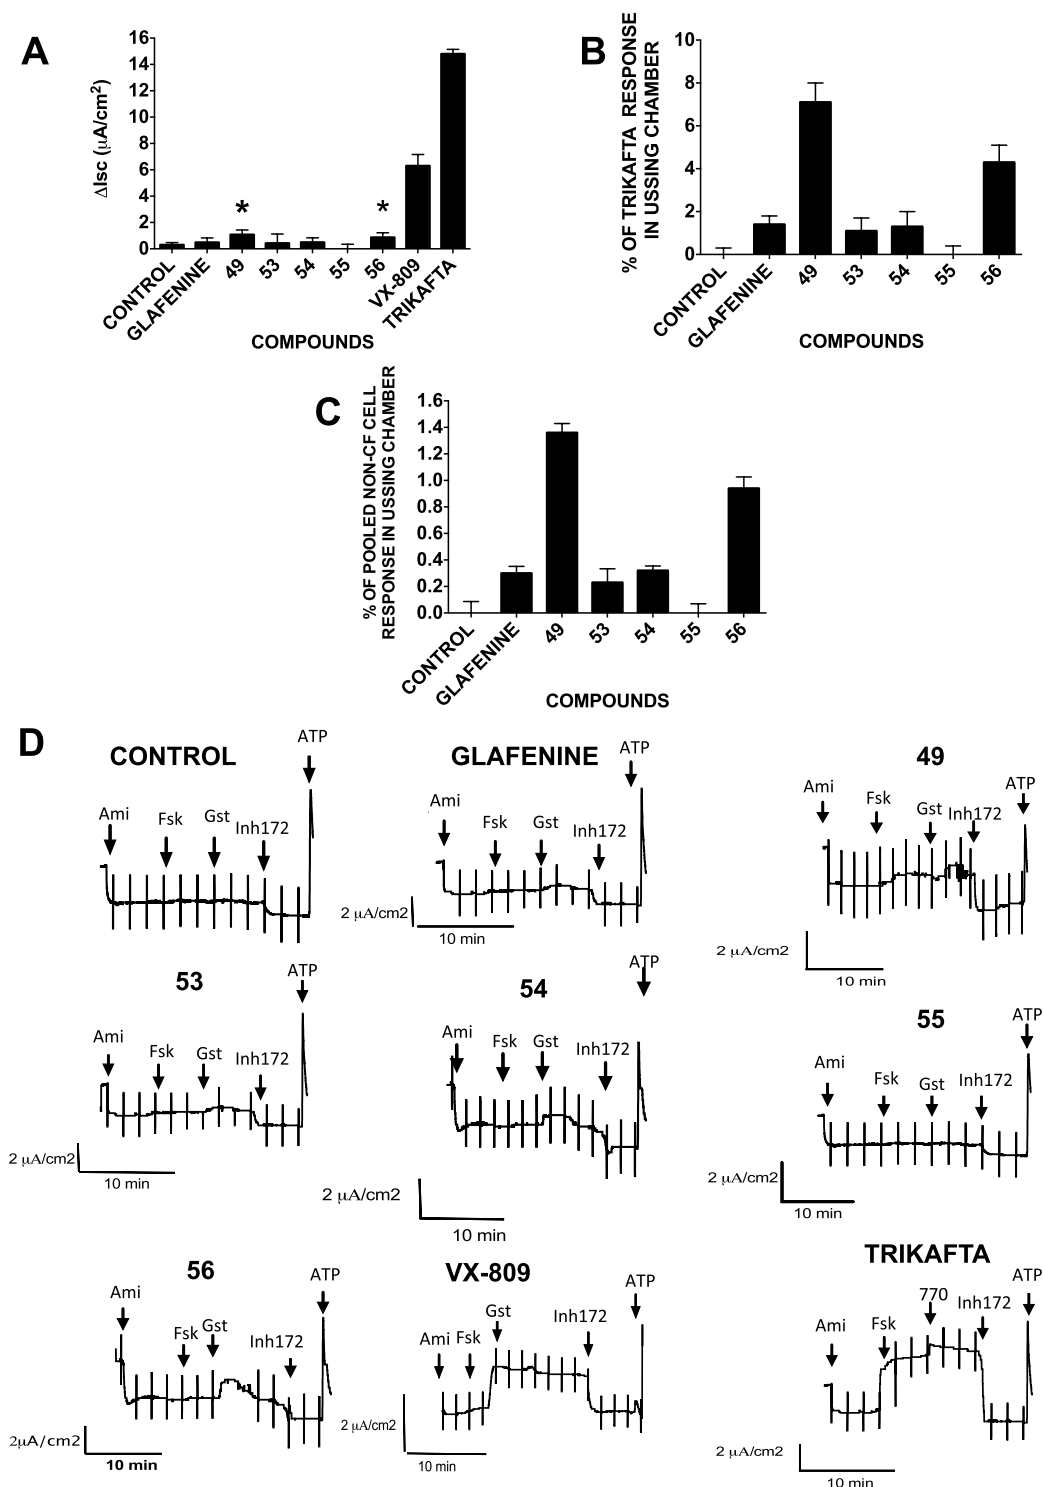 A
ΔIsc (μA/cm²)
16
14
12
10
8
6
4
2
0
*
*
CONTROL
GLAFENINE
49
53
54
55
56
VX-809
TRIKAFTA
COMPOUNDS
B
% OF TRIKAFTA RESPONSE
IN USSING CHAMBER
10
8
6
4
2
0
CONTROL
GLAFENINE
49
53
54
55
56
COMPOUNDS
C
% OF POOLED NON-CF CELL
RESPONSE IN USSING CHAMBER
1.6
1.4
1.2
1.0
0.8
0.6
0.4
0.2
0.0
CONTROL
GLAFENINE
49
53
54
55
56
COMPOUNDS
D
CONTROL
ATP
Ami
Fsk
Gst
Inh172
GLAFENINE
ATP
Ami
Fsk
Gst
Inh172
2 μA/cm2
10 min
49
ATP
Ami
Fsk
Gst
Inh172
2 μA/cm2
10 min
53
ATP
Ami
Fsk
Gst
Inh172
2 μA/cm2
10 min
54
ATP
Ami
Fsk
Gst
Inh172
2 μA/cm2
10 min
55
ATP
Ami
Fsk
Gst
Inh172
2 μA/cm2
10 min
56
ATP
Ami
Fsk
Gst
Inh172
2μA/cm2
10 min
VX-809
ATP
Gst
Inh172
Ami
Fsk
2 μA/cm2
10 min
TRIKAFTA
ATP
770
Inh172
Ami
Fsk
2 μA/cm2
10 min